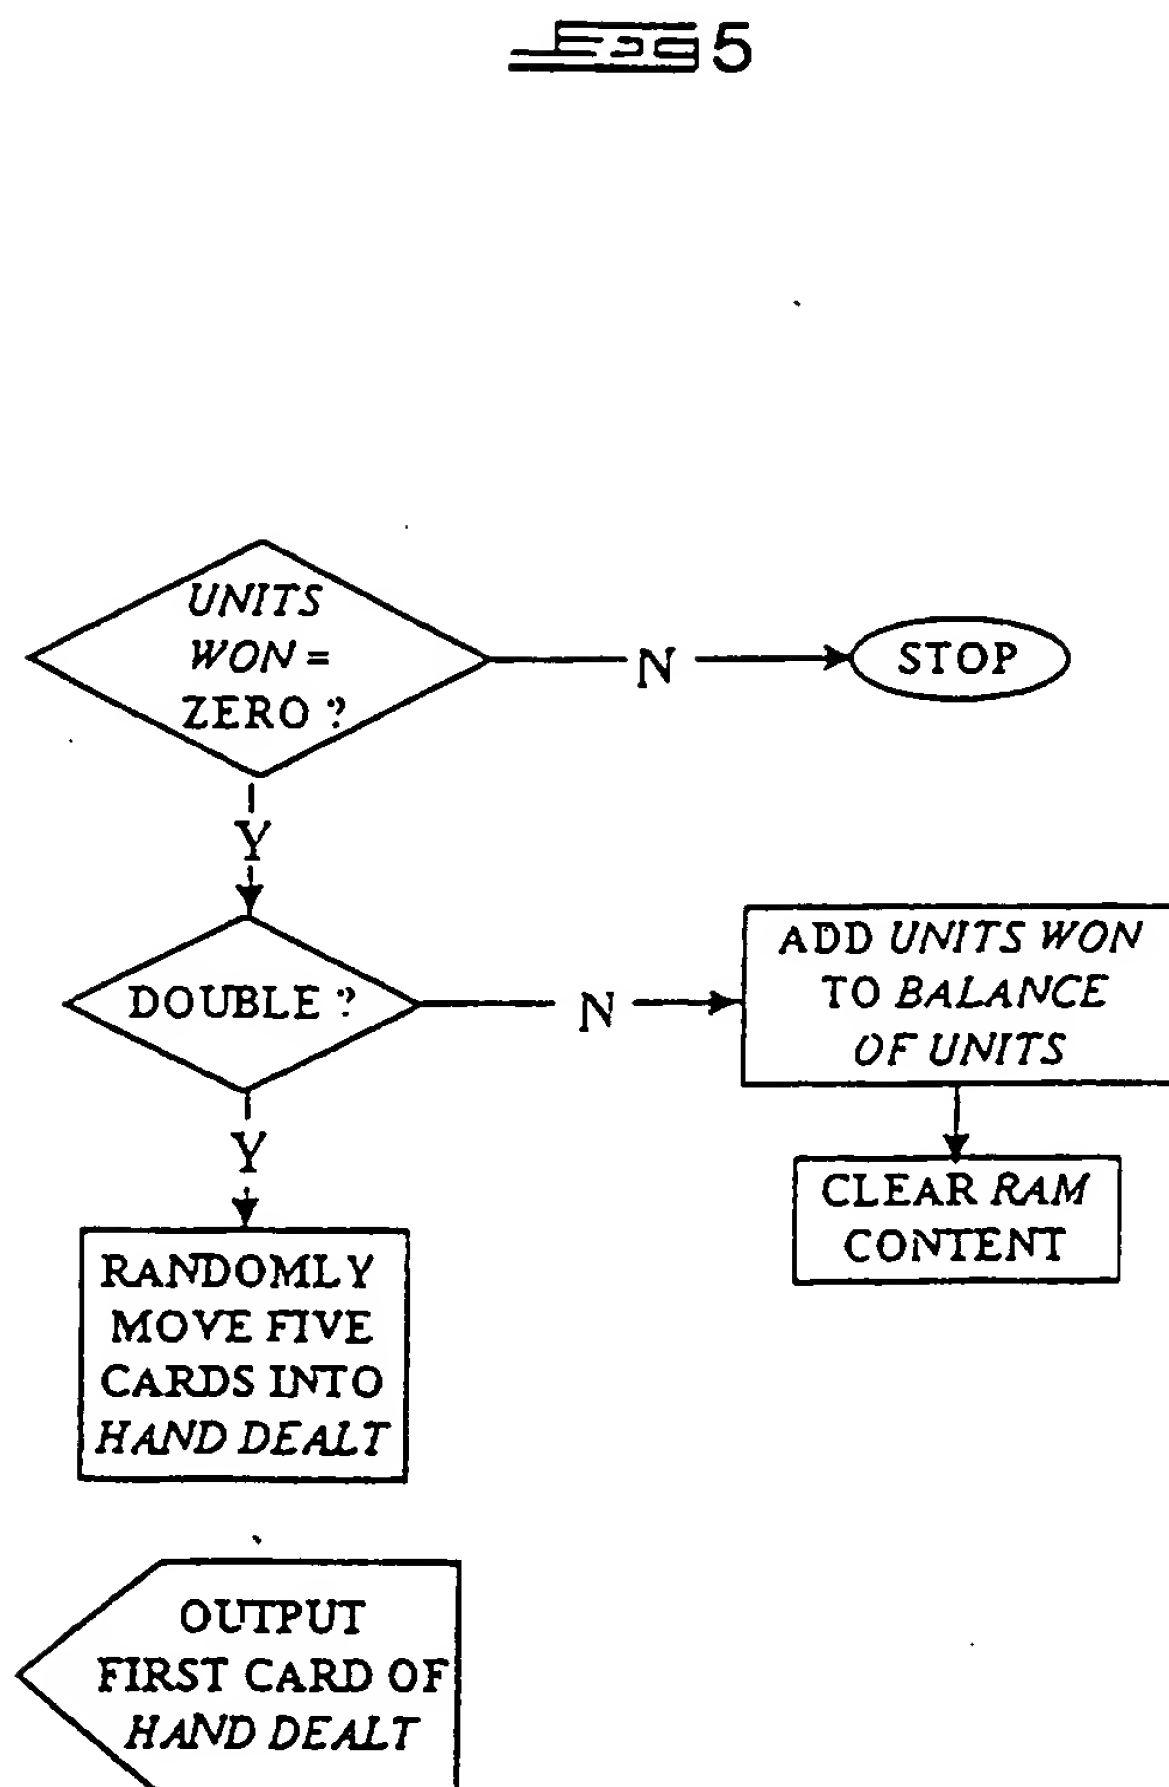 Fig 5
UNITS
WON =
ZERO ?
N
STOP
Y
DOUBLE ?
N
ADD UNITS WON
TO BALANCE
OF UNITS
Y
CLEAR RAM
CONTENT
RANDOMLY
MOVE FIVE
CARDS INTO
HAND DEALT
OUTPUT
FIRST CARD OF
HAND DEALT